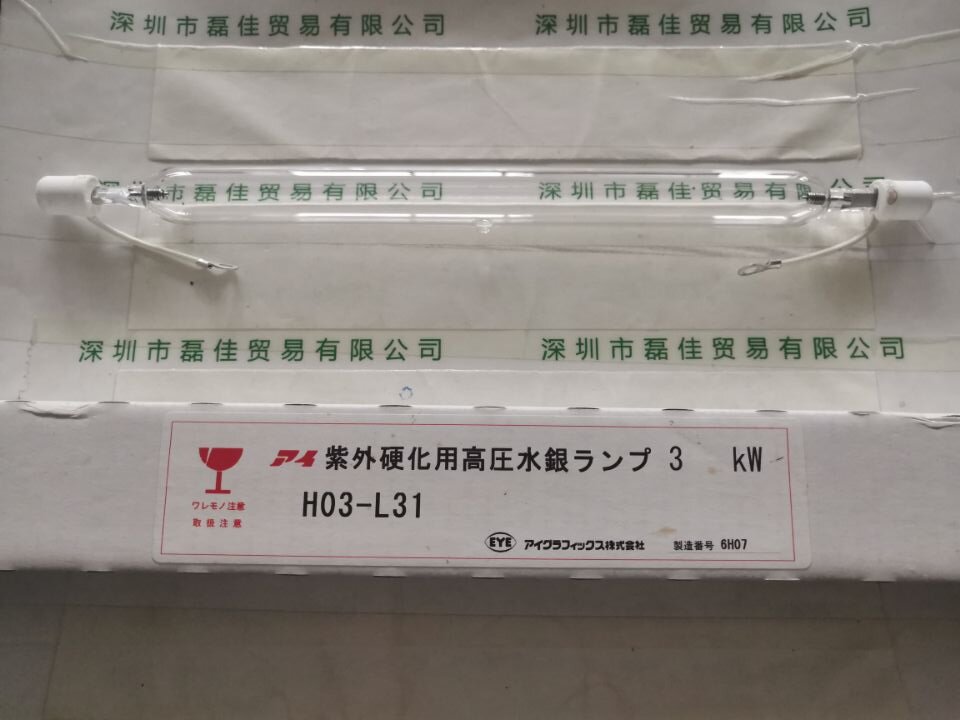 深圳市磊佳贸易有限公司 深圳市磊佳贸易有限公司
深圳市磊佳贸易有限公司 深圳市磊佳贸易有限公司
深圳市磊佳贸易有限公司 深圳市磊佳贸易有限公司
アイ 紫外硬化用高圧水銀ランプ 3 kW
H03-L31
ワレモノ注意
取扱注意
EYE アイグラフィックス株式会社 製造番号 6H07